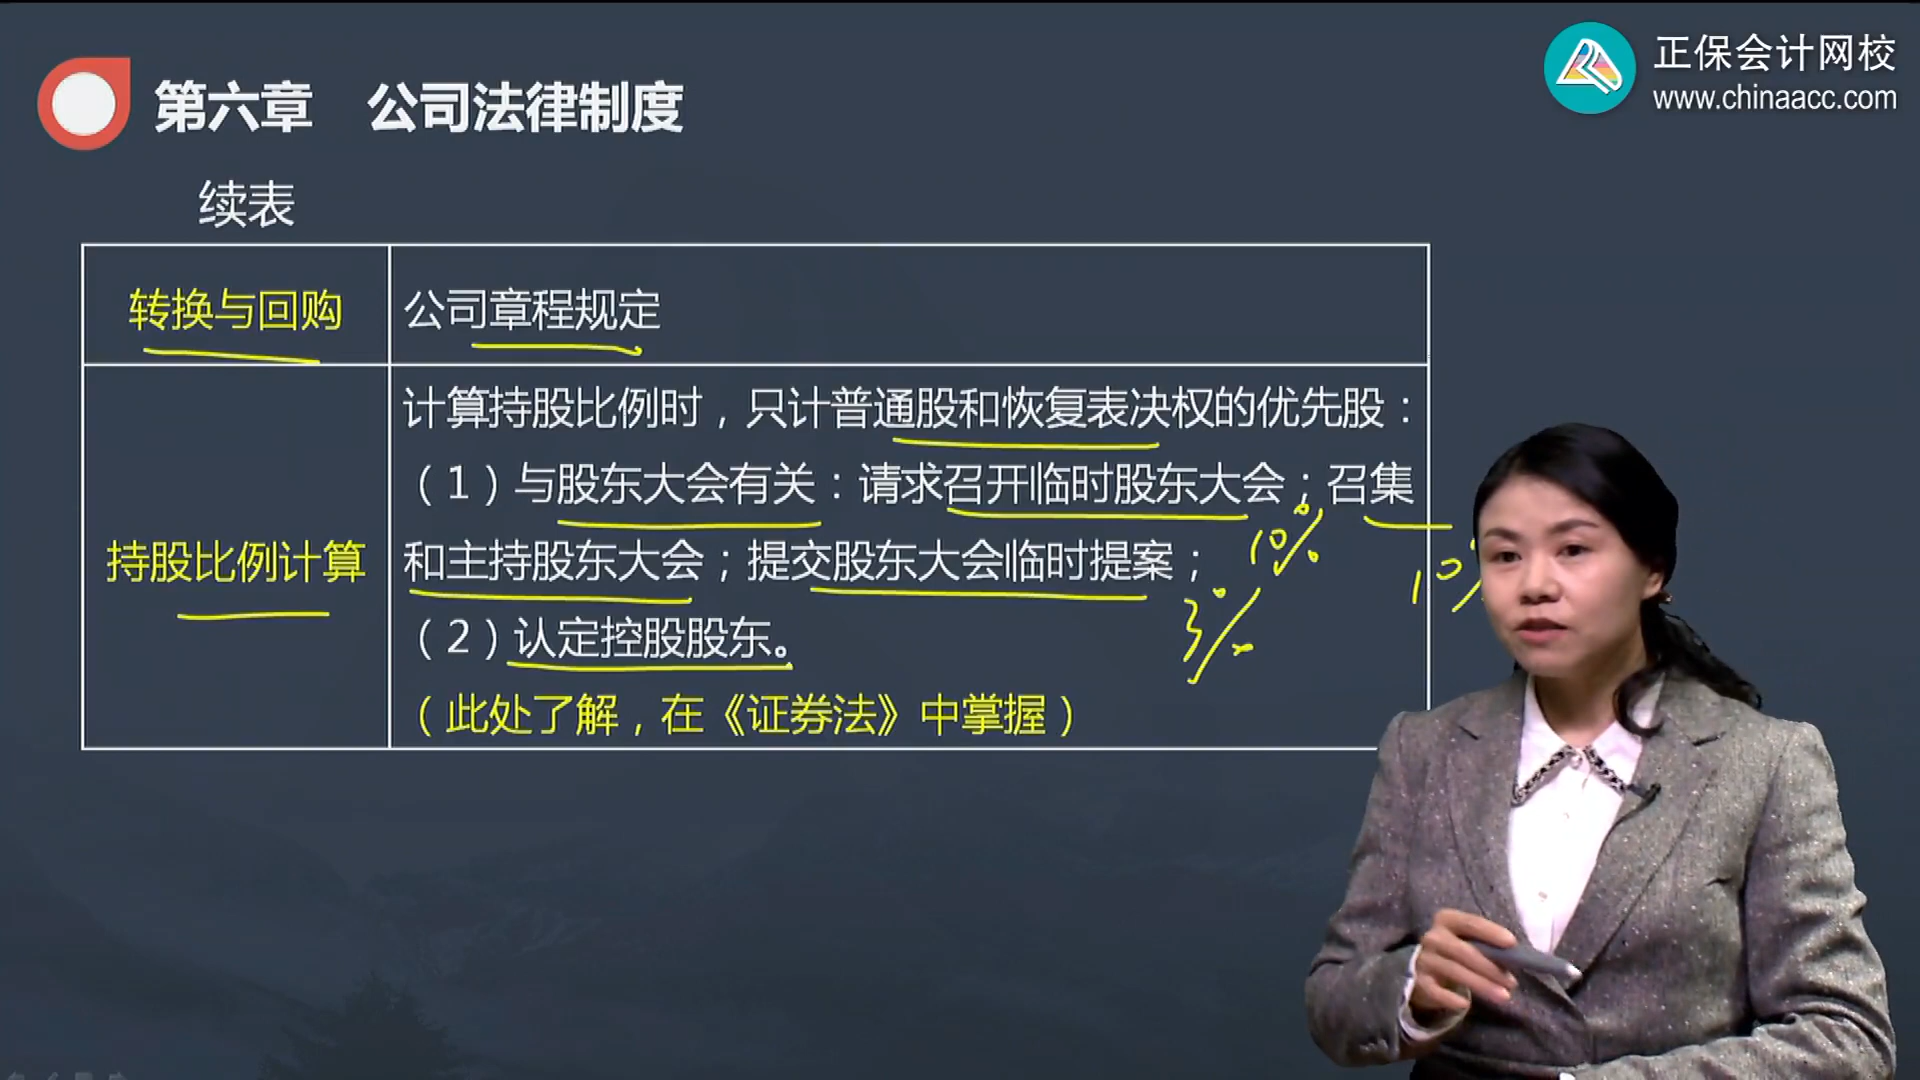 正保会计网校
www.chinaacc.com
第六章 公司法律制度
续表
转换与回购
公司章程规定
持股比例计算
计算持股比例时，只计普通股和恢复表决权的优先股：
（1）与股东大会有关：请求召开临时股东大会；召集
和主持股东大会；提交股东大会临时提案；
（2）认定控股股东。
（此处了解，在《证券法》中掌握）
10%
10%
3%